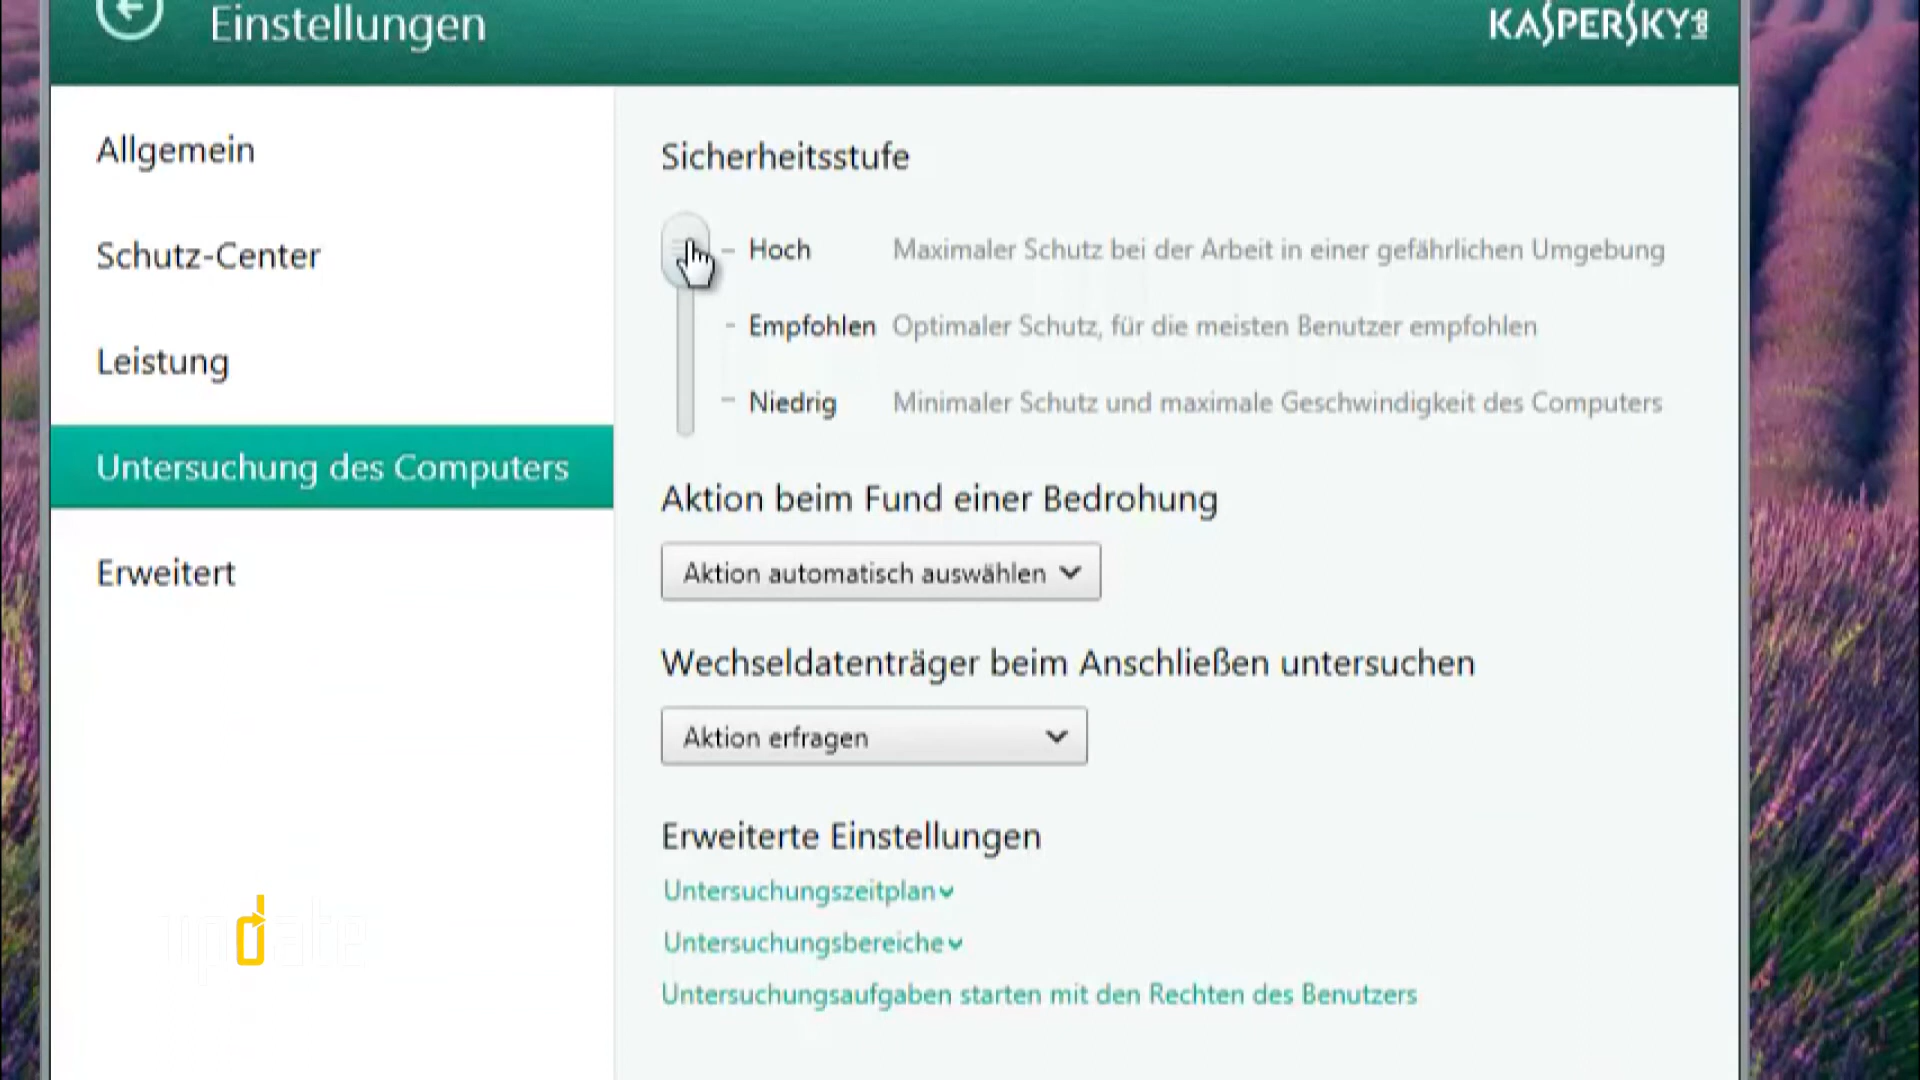 Einstellungen
KASPERSKY lab
Allgemein
Schutz-Center
Leistung
Untersuchung des Computers
Erweitert
Sicherheitsstufe
Hoch Maximaler Schutz bei der Arbeit in einer gefährlichen Umgebung
Empfohlen Optimaler Schutz, für die meisten Benutzer empfohlen
Niedrig Minimaler Schutz und maximale Geschwindigkeit des Computers
Aktion beim Fund einer Bedrohung
Aktion automatisch auswählen
Wechseldatenträger beim Anschließen untersuchen
Aktion erfragen
Erweiterte Einstellungen
Untersuchungszeitplan
Untersuchungsbereiche
Untersuchungsaufgaben starten mit den Rechten des Benutzers
update